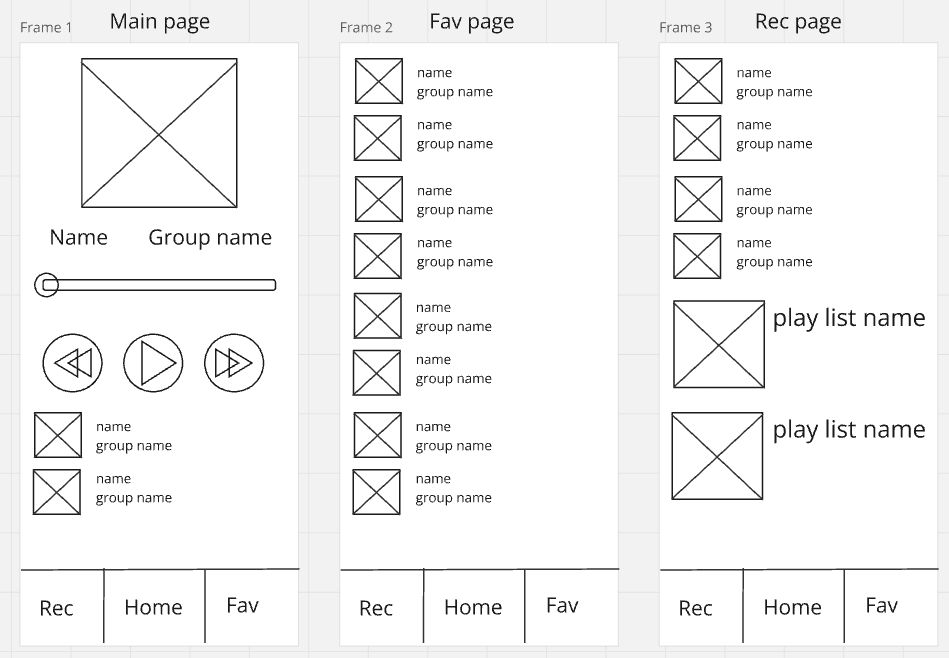 Main page
Frame 1
Name
Group name
name
group name
name
group name
Rec
Home
Fav
Fav page
Frame 2
name
group name
name
group name
name
group name
name
group name
name
group name
name
group name
name
group name
name
group name
Rec
Home
Fav
Rec page
Frame 3
name
group name
name
group name
name
group name
name
group name
play list name
play list name
Rec
Home
Fav